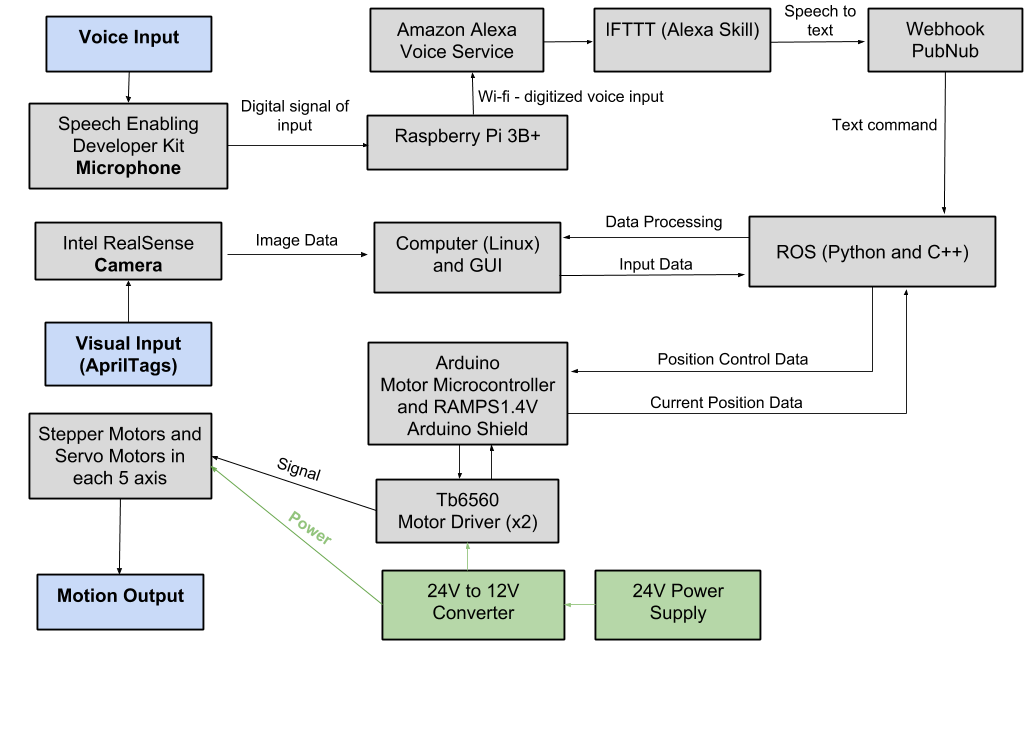 Voice Input
Speech Enabling
Developer Kit
Microphone
Digital signal of
input
Raspberry Pi 3B+
Wi-fi - digitized voice input
Amazon Alexa
Voice Service
IFTTT (Alexa Skill)
Speech to
text
Webhook
PubNub
Text command
Intel RealSense
Camera
Image Data
Computer (Linux)
and GUI
Data Processing
Input Data
ROS (Python and C++)
Visual Input
(AprilTags)
Arduino
Motor Microcontroller
and RAMPS1.4V
Arduino Shield
Position Control Data
Current Position Data
Stepper Motors and
Servo Motors in
each 5 axis
Signal
Power
Tb6560
Motor Driver (x2)
Motion Output
24V to 12V
Converter
24V Power
Supply